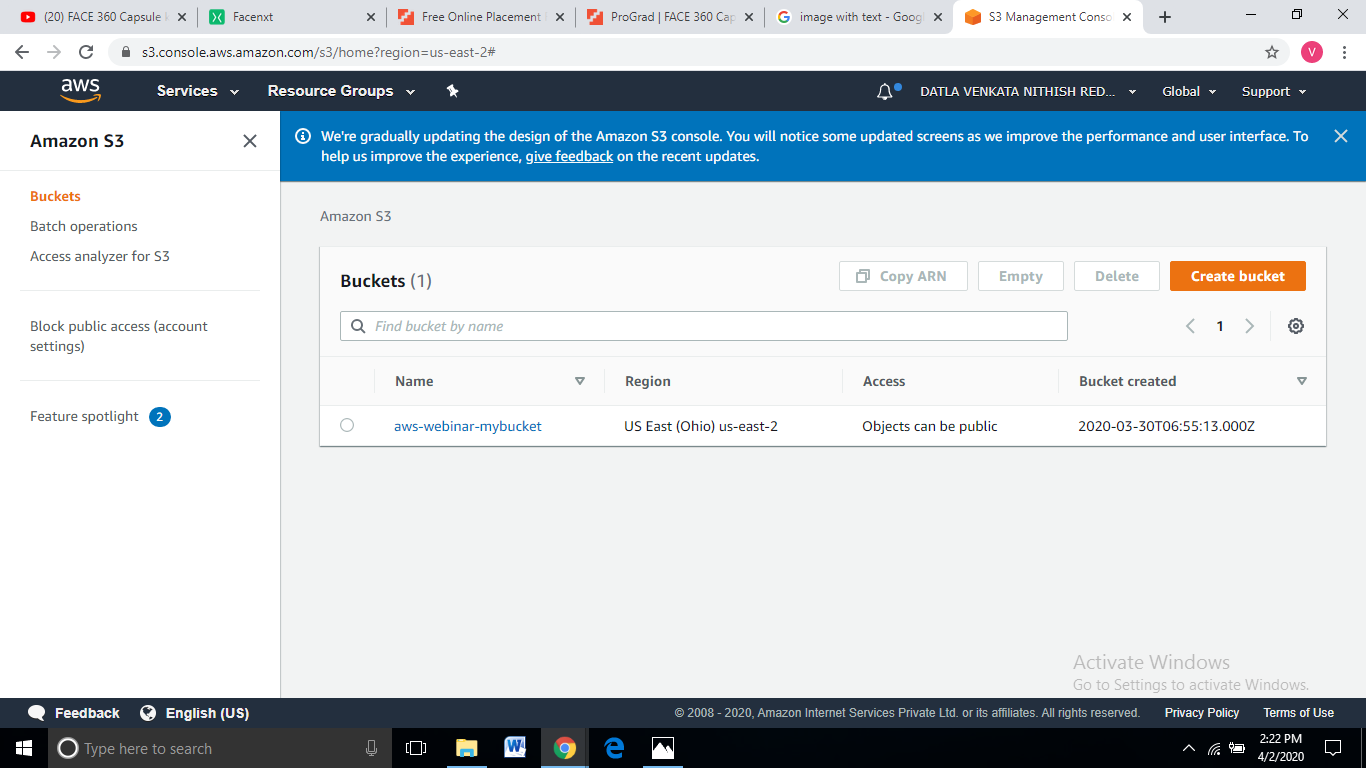 (20) FACE 360 Capsule
Facenxt
Free Online Placement
ProGrad | FACE 360 Cap
image with text - Goog
S3 Management Conso
s3.console.aws.amazon.com/s3/home?region=us-east-2#
V
aws
Services
Resource Groups
DATLA VENKATA NITHISH RED...
Global
Support
Amazon S3
We're gradually updating the design of the Amazon S3 console. You will notice some updated screens as we improve the performance and user interface. To
help us improve the experience, give feedback on the recent updates.
Buckets
Batch operations
Access analyzer for S3
Block public access (account
settings)
Feature spotlight 2
Amazon S3
Buckets (1)
Copy ARN
Empty
Delete
Create bucket
Find bucket by name
1
Name Region Access Bucket created
aws-webinar-mybucket US East (Ohio) us-east-2 Objects can be public 2020-03-30T06:55:13.000Z
Activate Windows
Go to Settings to activate Windows.
Feedback
English (US)
© 2008 - 2020, Amazon Internet Services Private Ltd. or its affiliates. All rights reserved.
Privacy Policy
Terms of Use
Type here to search
2:22 PM
4/2/2020